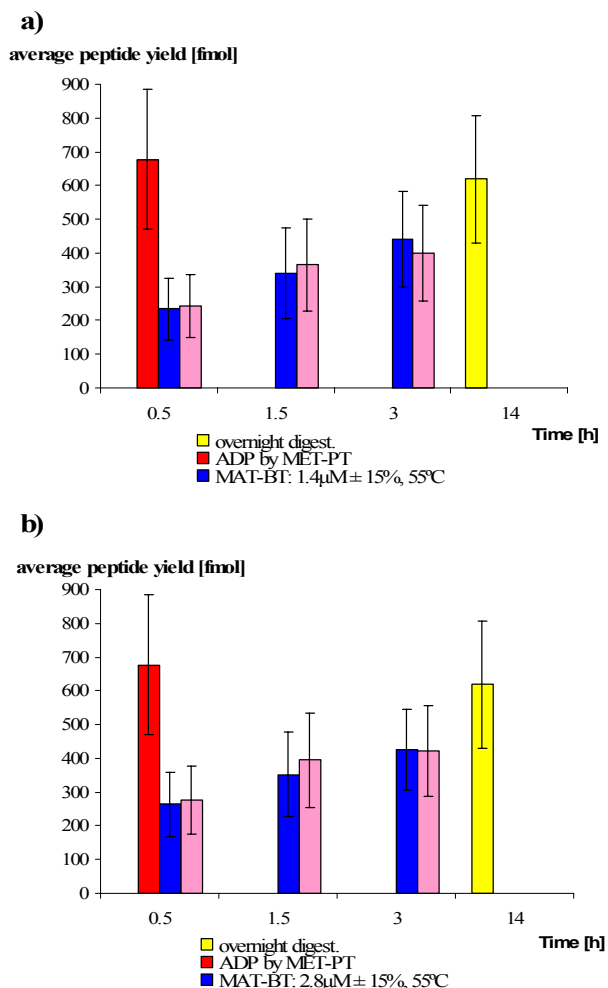 a)
average peptide yield [fmol]
900
800
700
600
500
400
300
200
100
0
0.5 1.5 3 14
Time [h]
overnight digest.
ADP by MET-PT
MAT-BT: 1.4µM ± 15%, 55ºC
b)
average peptide yield [fmol]
900
800
700
600
500
400
300
200
100
0
0.5 1.5 3 14
Time [h]
overnight digest.
ADP by MET-PT
MAT-BT: 2.8µM ± 15%, 55ºC